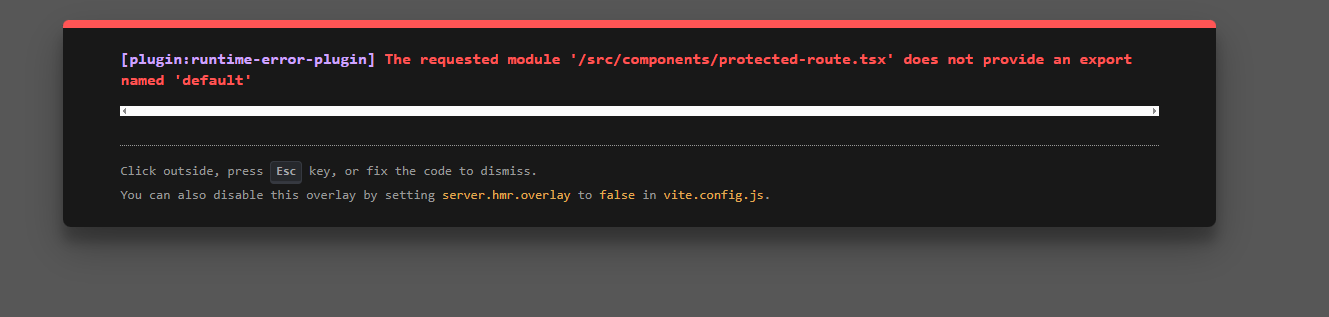 [plugin:runtime-error-plugin] The requested module '/src/components/protected-route.tsx' does not provide an export
named 'default'
Click outside, press Esc key, or fix the code to dismiss.
You can also disable this overlay by setting server.hmr.overlay to false in vite.config.js.